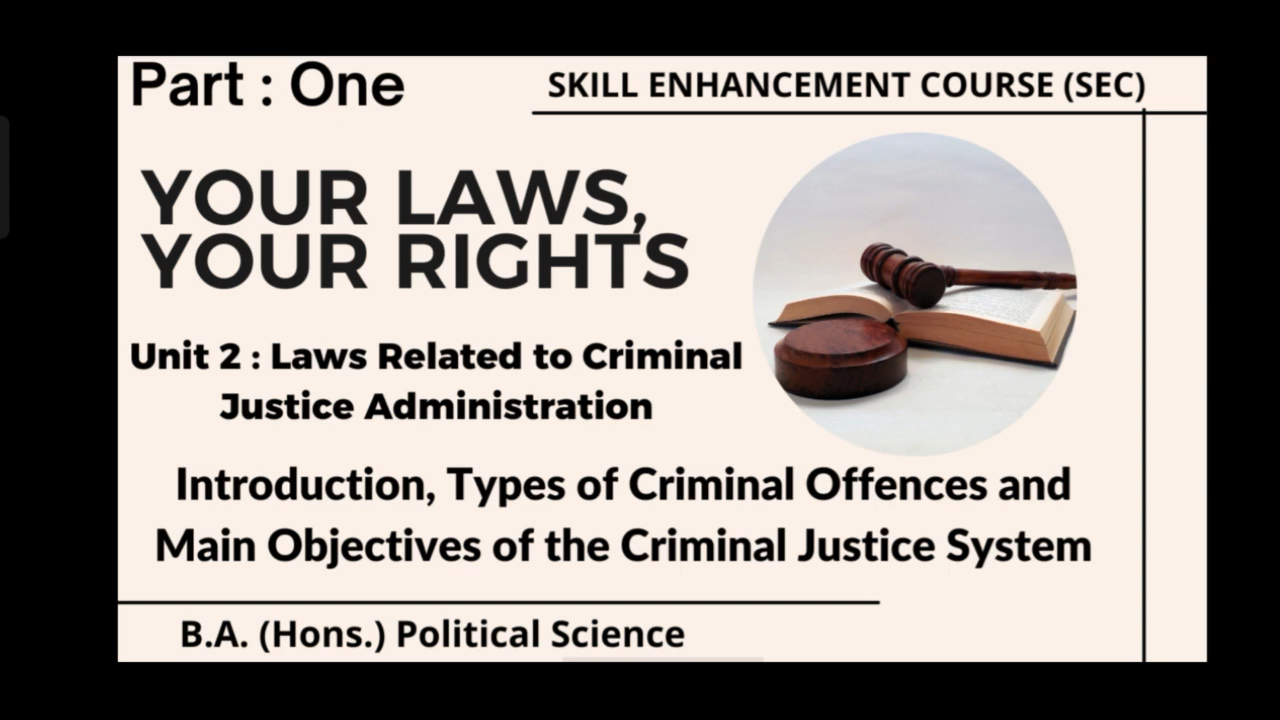 Part : One
SKILL ENHANCEMENT COURSE (SEC)
YOUR LAWS,
YOUR RIGHTS
Unit 2 : Laws Related to Criminal
Justice Administration
Introduction, Types of Criminal Offences and
Main Objectives of the Criminal Justice System
B.A. (Hons.) Political Science